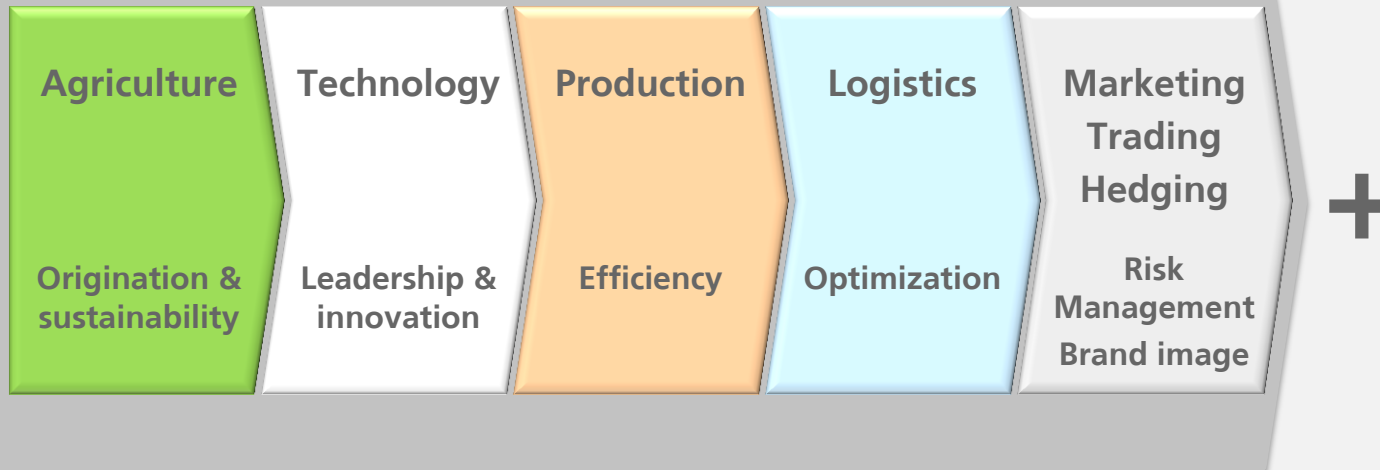 Agriculture
Origination &
sustainability
Technology
Leadership &
innovation
Production
Efficiency
Logistics
Optimization
Marketing
Trading
Hedging
Risk
Management
Brand image
+